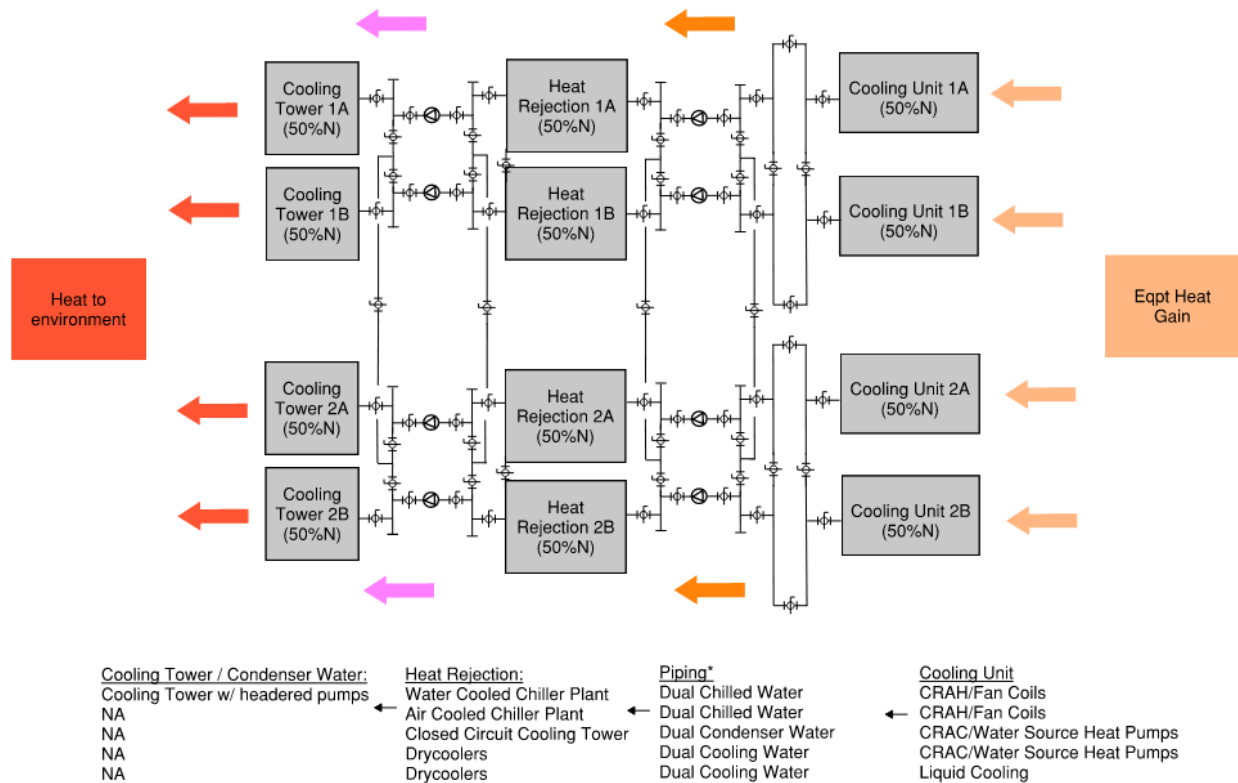 Cooling
Tower 1A
(50%N)
Heat
Rejection 1A
(50%N)
Cooling Unit 1A
(50%N)
Cooling
Tower 1B
(50%N)
Heat
Rejection 1B
(50%N)
Cooling Unit 1B
(50%N)
Heat to
environment
Eqpt Heat
Gain
Cooling
Tower 2A
(50%N)
Heat
Rejection 2A
(50%N)
Cooling Unit 2A
(50%N)
Cooling
Tower 2B
(50%N)
Heat
Rejection 2B
(50%N)
Cooling Unit 2B
(50%N)
Cooling Tower / Condenser Water:
Cooling Tower w/ headered pumps
NA
NA
NA
NA
Heat Rejection:
Water Cooled Chiller Plant
Air Cooled Chiller Plant
Closed Circuit Cooling Tower
Drycoolers
Drycoolers
Piping*
Dual Chilled Water
Dual Chilled Water
Dual Condenser Water
Dual Cooling Water
Dual Cooling Water
Cooling Unit
CRAH/Fan Coils
CRAH/Fan Coils
CRAC/Water Source Heat Pumps
CRAC/Water Source Heat Pumps
Liquid Cooling